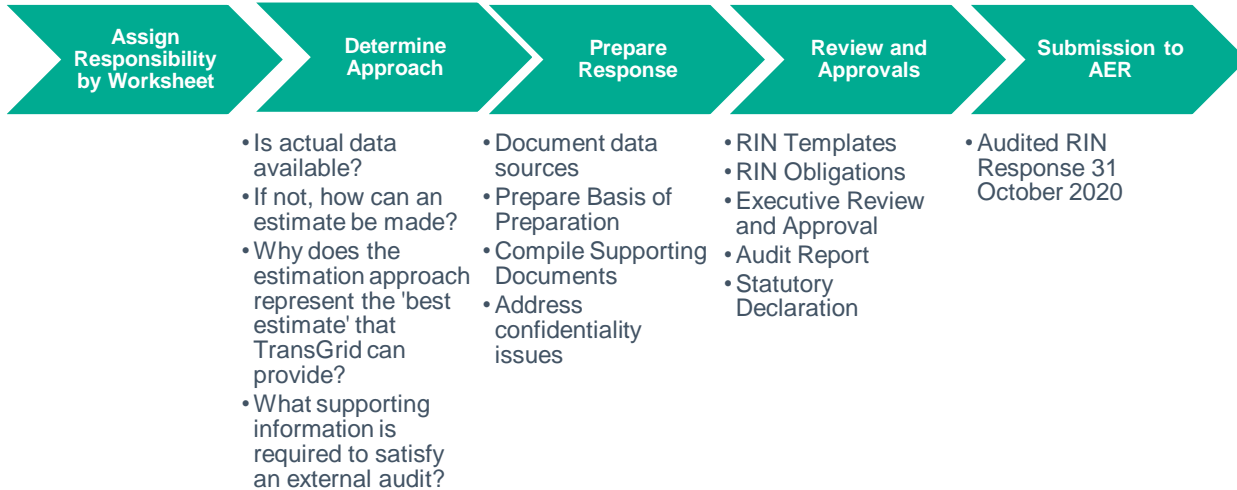 Assign
Responsibility
by Worksheet
Determine
Approach
Prepare
Response
Review and
Approvals
Submission to
AER
• Is actual data
available?
• If not, how can an
estimate be made?
• Why does the
estimation approach
represent the 'best
estimate' that
TransGrid can
provide?
• What supporting
information is
required to satisfy
an external audit?
• Document data
sources
• Prepare Basis of
Preparation
• Compile Supporting
Documents
• Address
confidentiality
issues
• RIN Templates
• RIN Obligations
• Executive Review
and Approval
• Audit Report
• Statutory
Declaration
• Audited RIN
Response 31
October 2020